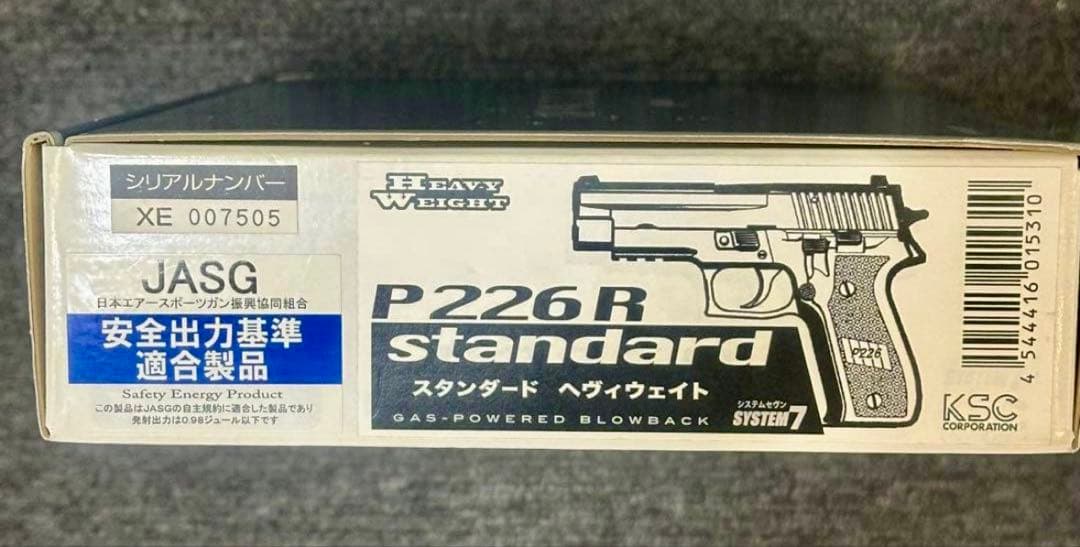 シリアルナンバー
XE 007505
JASG
日本エアースポーツガン振興協同組合
安全出力基準
適合製品
Safety Energy Product
この製品はJASGの自主規約に適合した製品であり
発射出力は0.98ジュール以下です
HEAVY
WEIGHT
P226R
standard
スタンダード ヘヴィウェイト
GAS-POWERED BLOWBACK
システムセヴン
SYSTEM7
P226
4 544416 015310
KSC
CORPORATION